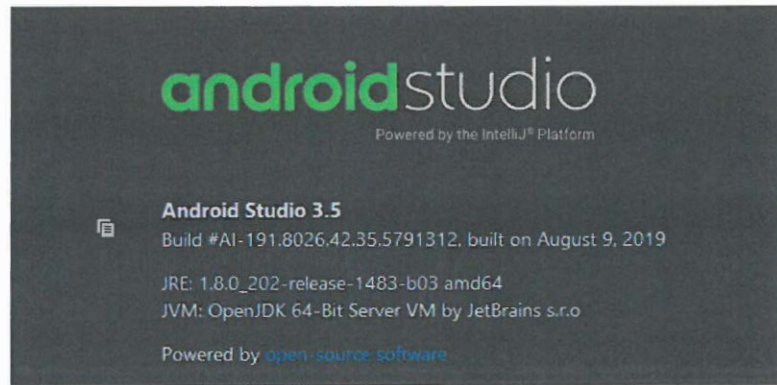 androidstudio
Powered by the IntelliJ® Platform
Android Studio 3.5
Build #AI-191.8026.42.35.5791312, built on August 9, 2019
JRE: 1.8.0_202-release-1483-b03 amd64
JVM: OpenJDK 64-Bit Server VM by JetBrains s.r.o
Powered by open-source software